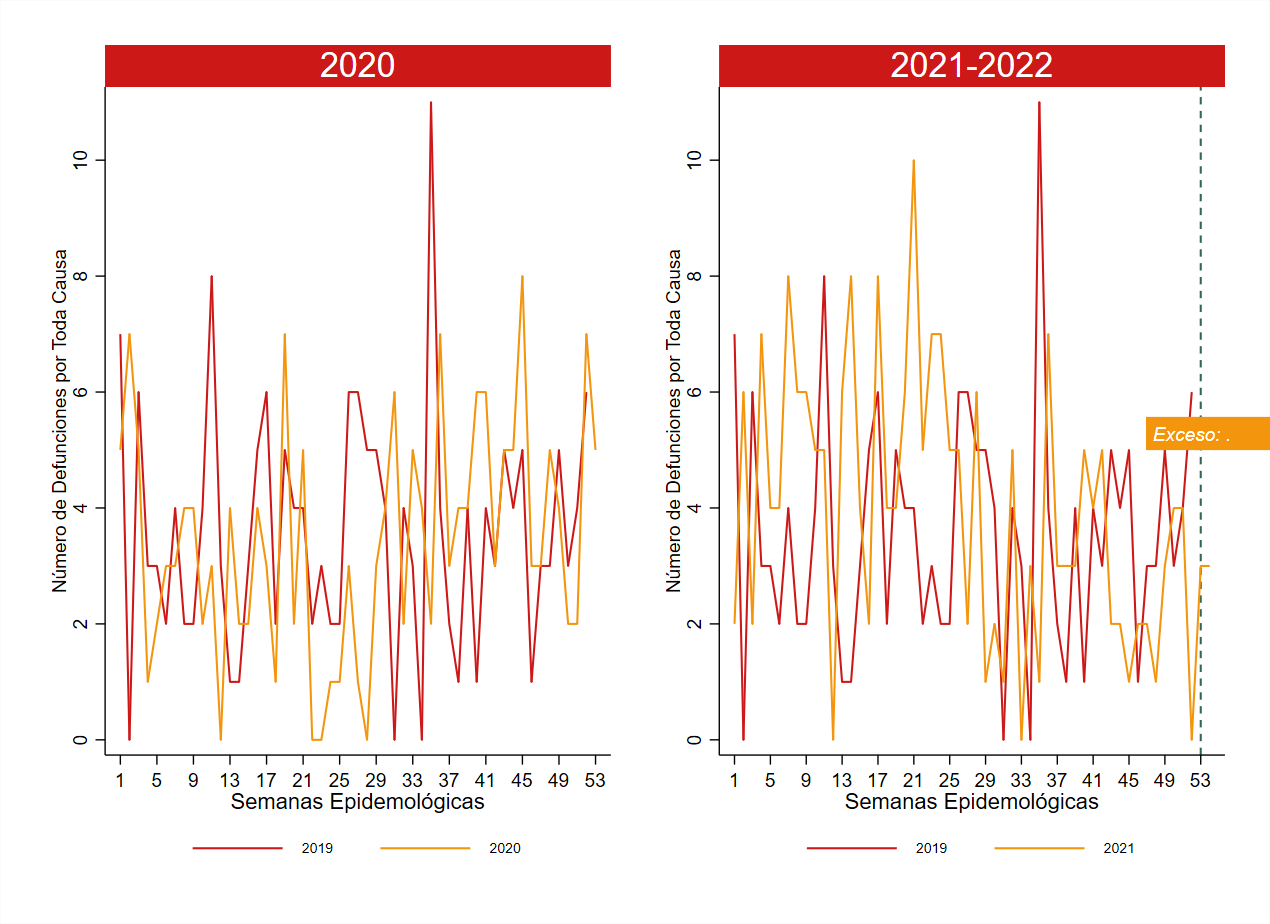 2020
Número de Defunciones por Toda Causa
0 2 4 6 8 10
1 5 9 13 17 21 25 29 33 37 41 45 49 53
Semanas Epidemológicas
2019 2020
2021-2022
Número de Defunciones por Toda Causa
0 2 4 6 8 10
Exceso: .
1 5 9 13 17 21 25 29 33 37 41 45 49 53
Semanas Epidemológicas
2019 2021